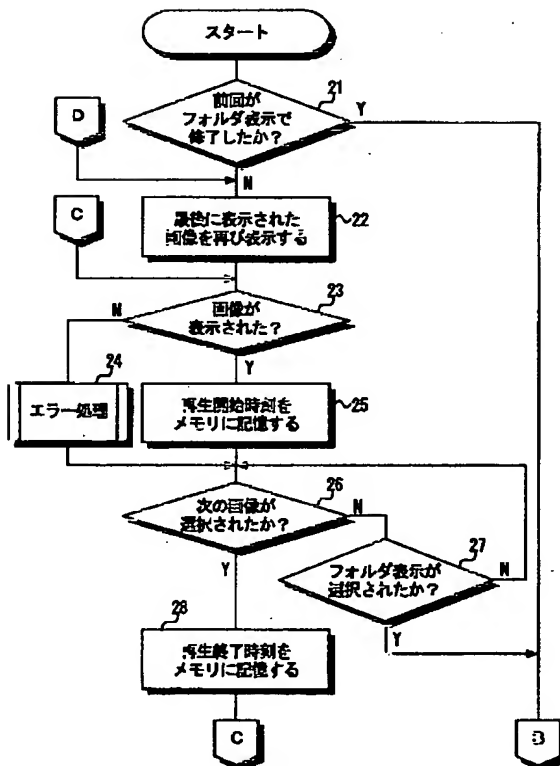 スタート
21
前回が
フォルダ表示で
修了したか?
Y
D
N
最後に表示された
画像を再び表示する
22
C
23
画像が
表示された?
N
Y
24
エラー処理
再生開始時刻を
メモリに記憶する
25
26
次の画像が
選択されたか?
N
Y
27
フォルダ表示が
選択されたか?
N
Y
28
再生終了時刻を
メモリに記憶する
C
B